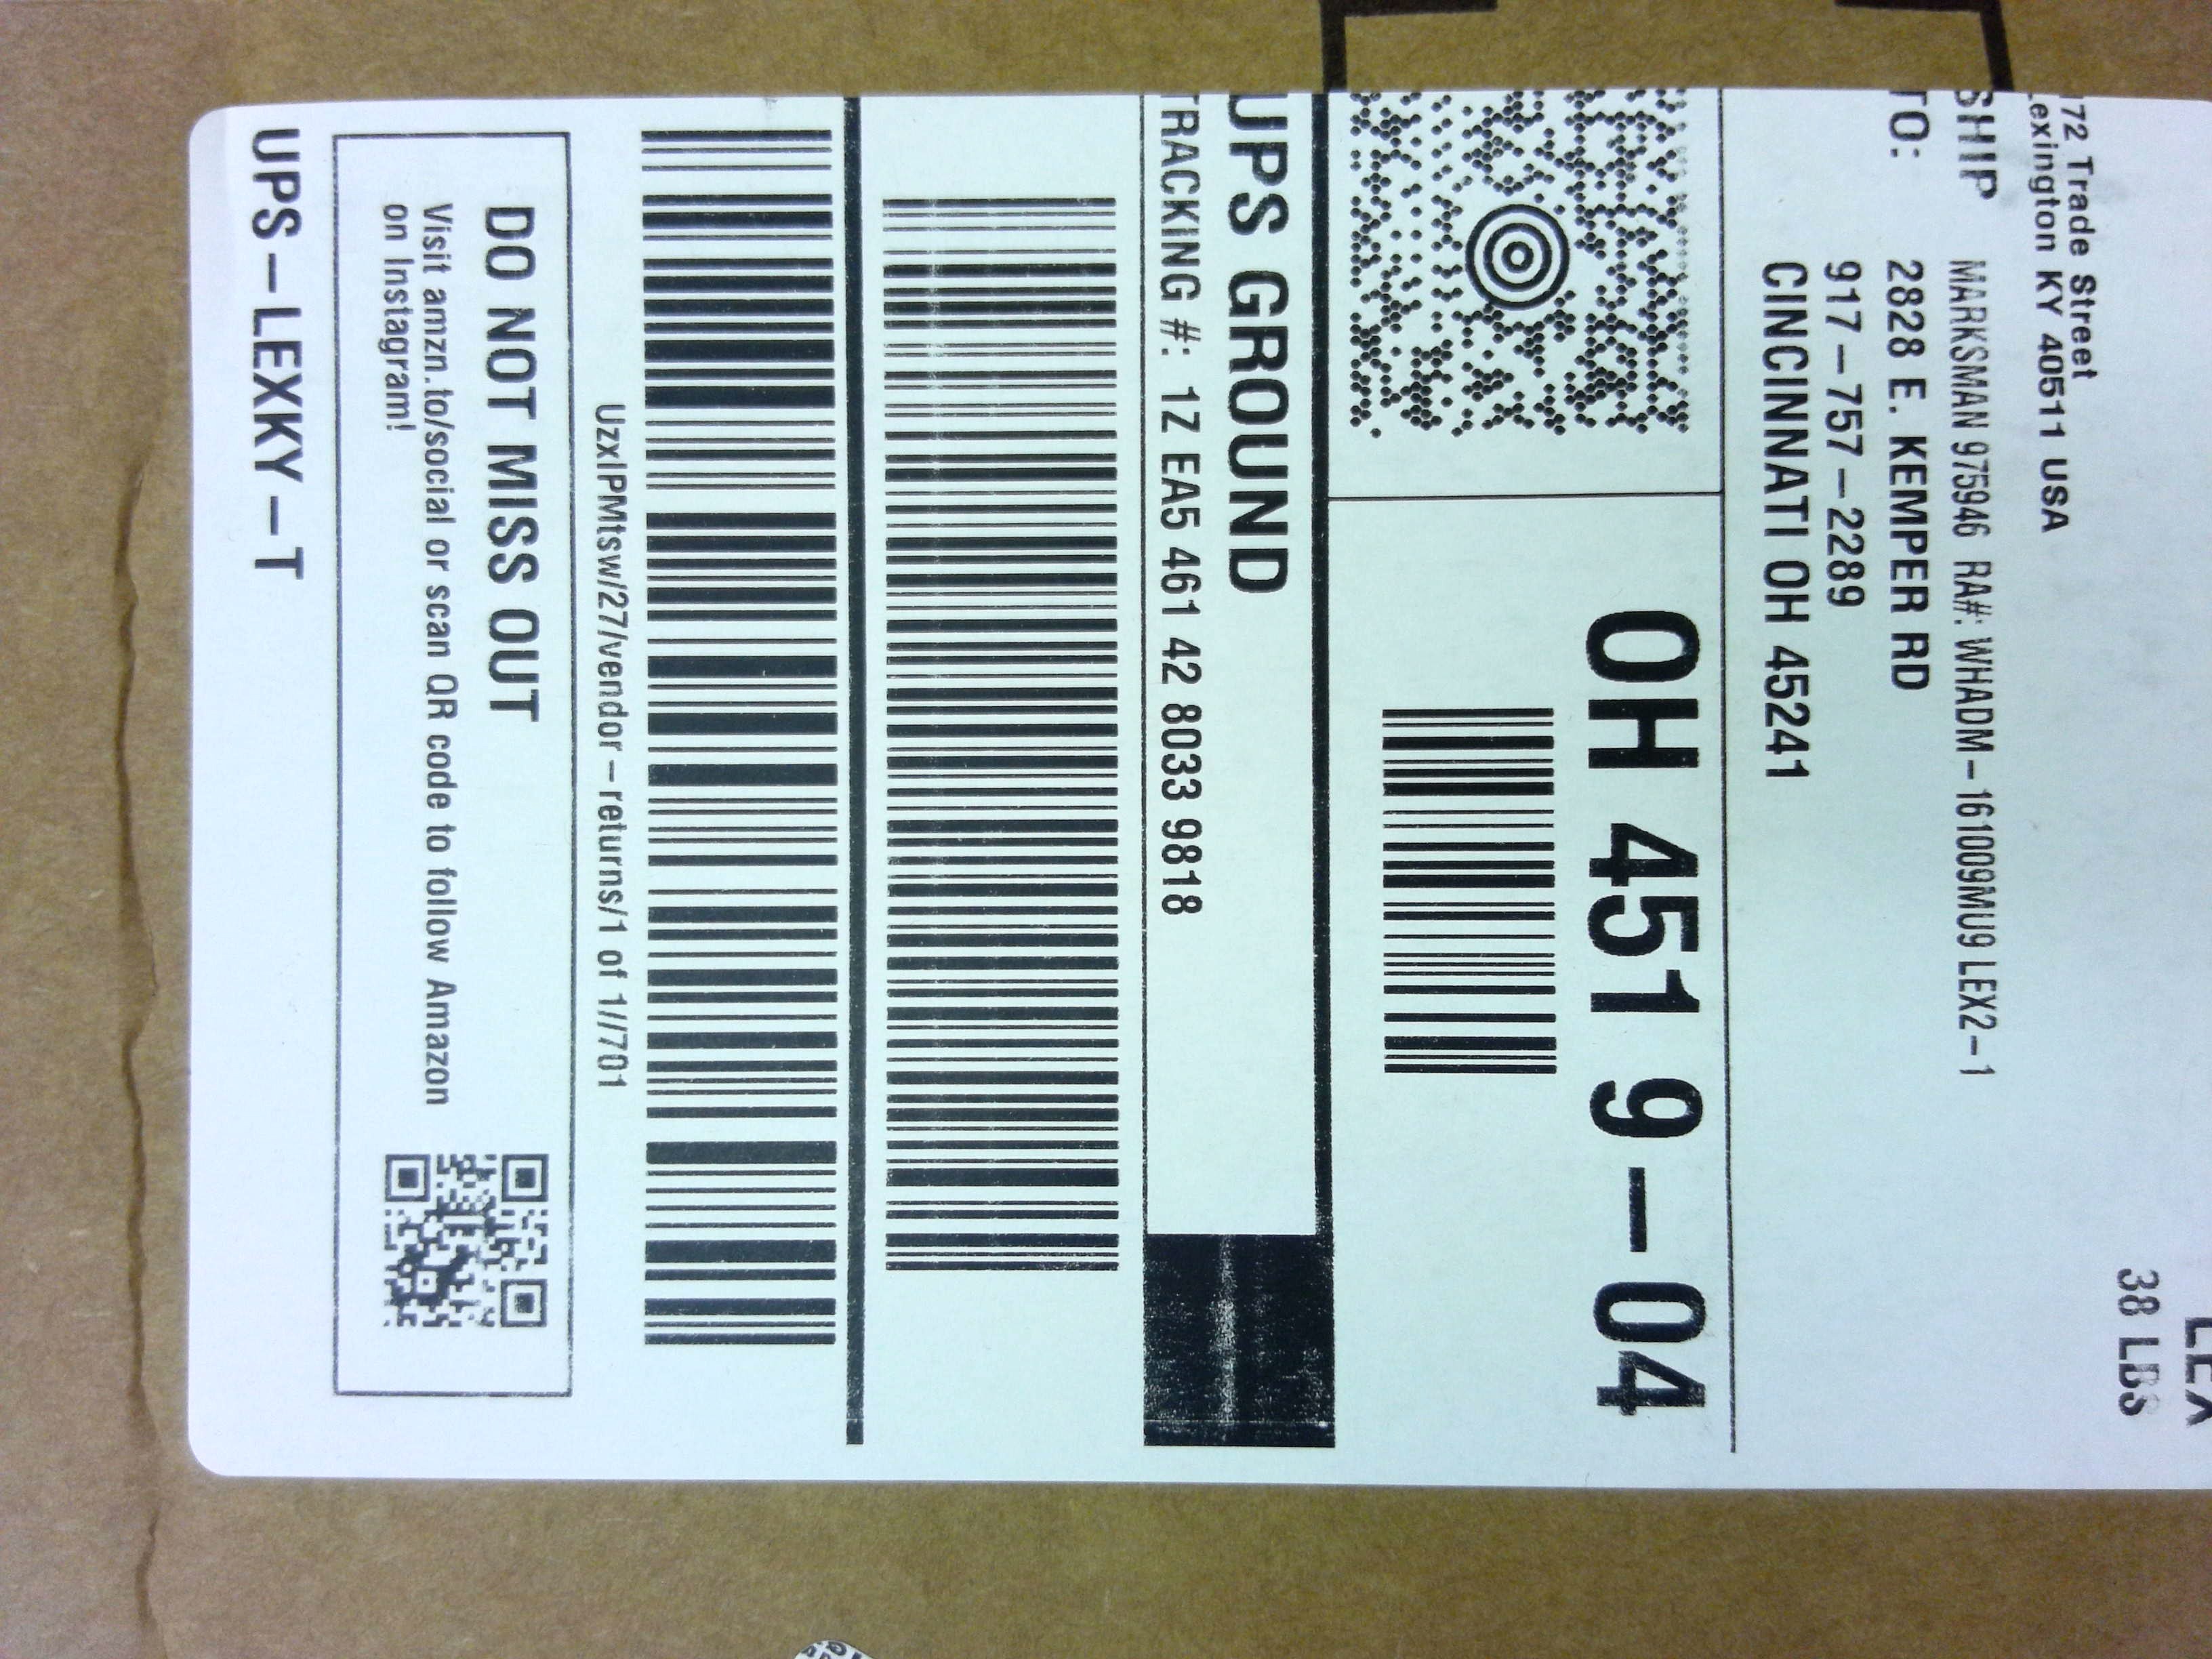 LEX
38 LBS
72 Trade Street
Lexington KY 40511 USA
SHIP
TO:
MARKSMAN 975946 RA#: WHADM-161009MU9 LEX2-1
2828 E. KEMPER RD
917-757-2289
CINCINNATI OH 45241
OH 451 9-04
UPS GROUND
TRACKING #: 1Z EA5 461 42 8033 9818
UzxlPMtsw/27/vendor-returns/1 of 1//701
DO NOT MISS OUT
Visit amzn.to/social or scan QR code to follow Amazon
on Instagram!
UPS-LEXKY-T